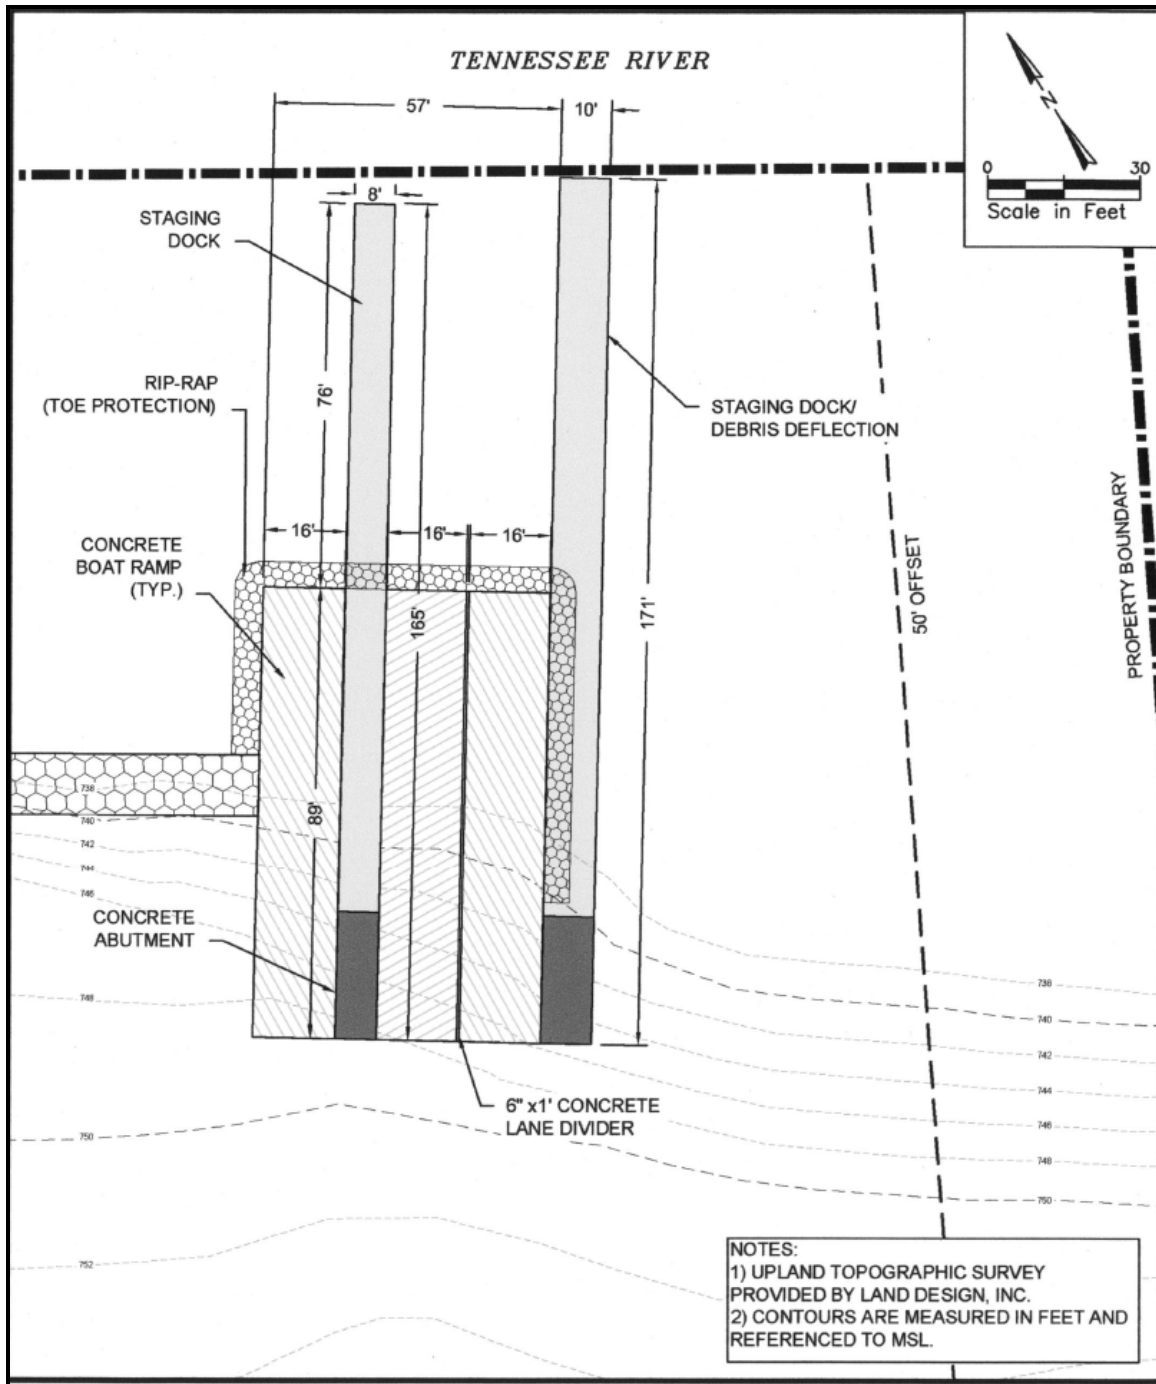 TENNESSEE RIVER
57'
10'
N
0 30
Scale in Feet
8'
STAGING
DOCK
76'
RIP-RAP
(TOE PROTECTION)
STAGING DOCK/
DEBRIS DEFLECTION
PROPERTY BOUNDARY
16'
16'
16'
CONCRETE
BOAT RAMP
(TYP.)
50' OFFSET
165'
171'
89'
738
740
742
744
746
CONCRETE
ABUTMENT
748
738
740
742
744
746
748
750
6" x1' CONCRETE
LANE DIVIDER
750
752
NOTES:
1) UPLAND TOPOGRAPHIC SURVEY
PROVIDED BY LAND DESIGN, INC.
2) CONTOURS ARE MEASURED IN FEET AND
REFERENCED TO MSL.